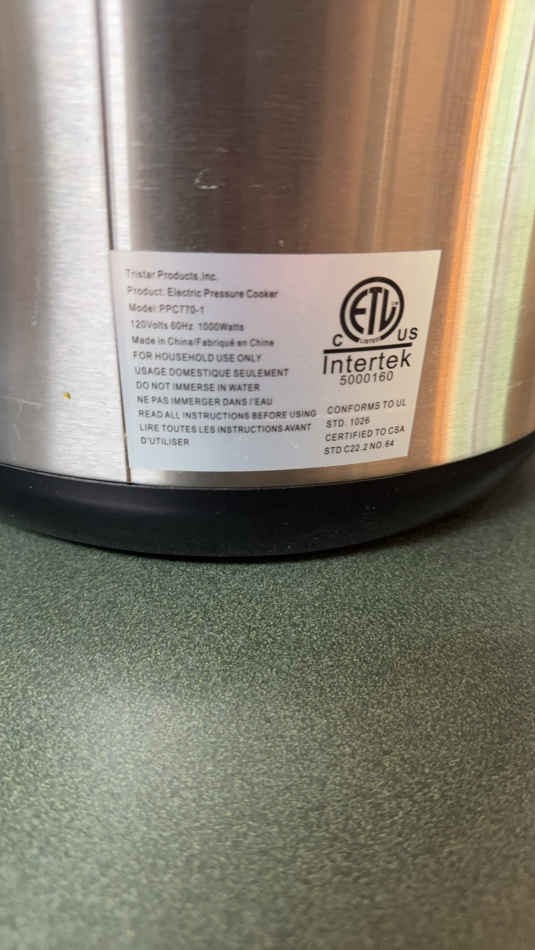 Tristar Products,Inc.
Product: Electric Pressure Cooker
Model:PPC770-1
120Volts 60Hz 1000Watts
Made in China/Fabriqué en Chine
FOR HOUSEHOLD USE ONLY
USAGE DOMESTIQUE SEULEMENT
DO NOT IMMERSE IN WATER
NE PAS IMMERGER DANS I'EAU
READ ALL INSTRUCTIONS BEFORE USING
LIRE TOUTES LES INSTRUCTIONS AVANT
D'UTILISER
ETL
LISTED
C US
Intertek
5000160
CONFORMS TO UL
STD. 1026
CERTIFIED TO CSA
STD C22.2 NO.64